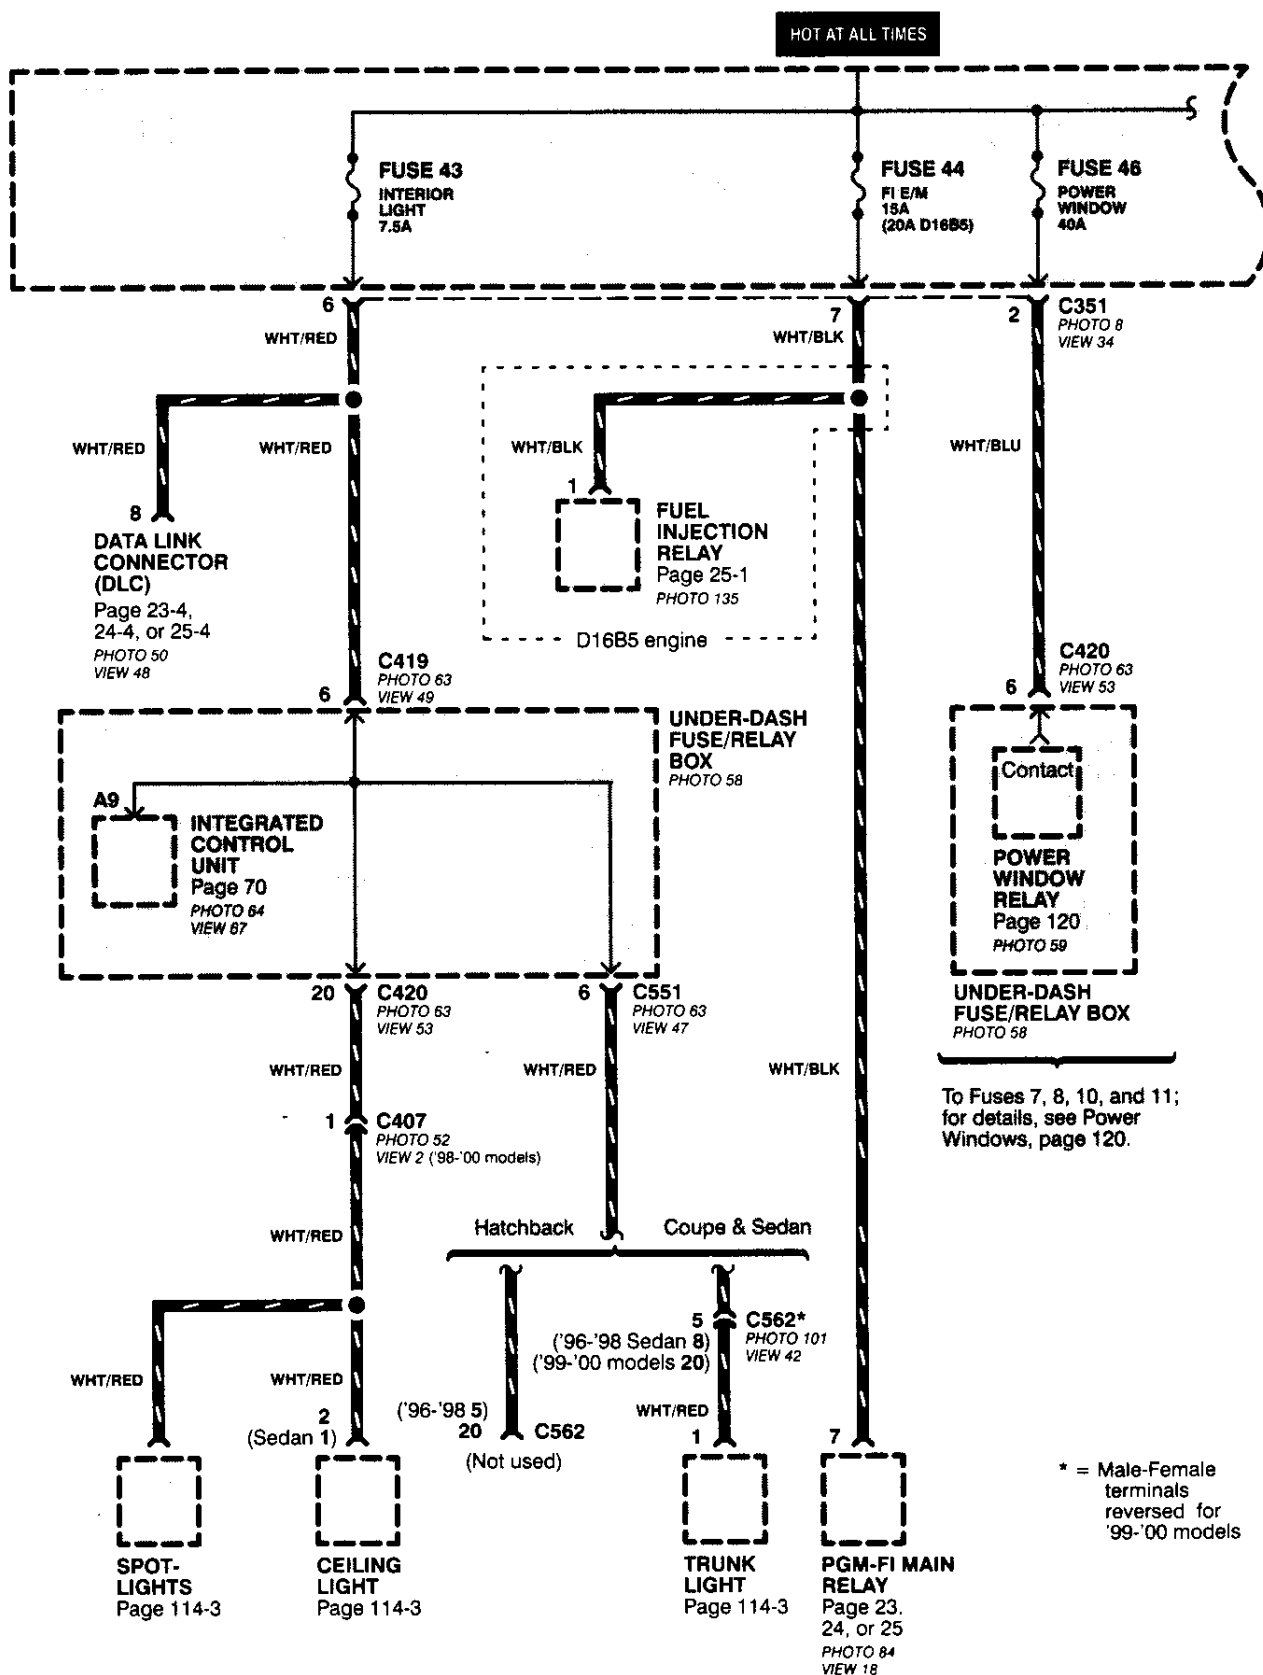 HOT AT ALL TIMES
FUSE 43
INTERIOR
LIGHT
7.5A
FUSE 44
FI E/M
15A
(20A D16B5)
FUSE 46
POWER
WINDOW
40A
6
7
2
C351
PHOTO 8
VIEW 34
WHT/RED
WHT/BLK
WHT/RED
WHT/RED
WHT/BLK
WHT/BLU
8
DATA LINK
CONNECTOR
(DLC)
Page 23-4,
24-4, or 25-4
PHOTO 50
VIEW 48
1
FUEL
INJECTION
RELAY
Page 25-1
PHOTO 135
D16B5 engine
6
C419
PHOTO 63
VIEW 49
6
C420
PHOTO 63
VIEW 53
UNDER-DASH
FUSE/RELAY
BOX
PHOTO 58
A9
INTEGRATED
CONTROL
UNIT
Page 70
PHOTO 64
VIEW 67
Contact
POWER
WINDOW
RELAY
Page 120
PHOTO 59
UNDER-DASH
FUSE/RELAY BOX
PHOTO 58
20
C420
PHOTO 63
VIEW 53
6
C551
PHOTO 63
VIEW 47
WHT/RED
WHT/RED
WHT/BLK
To Fuses 7, 8, 10, and 11;
for details, see Power
Windows, page 120.
1
C407
PHOTO 52
VIEW 2 ('98-'00 models)
WHT/RED
Hatchback
Coupe & Sedan
5
('96-'98 Sedan 8)
('99-'00 models 20)
C562*
PHOTO 101
VIEW 42
WHT/RED
WHT/RED
WHT/RED
2
(Sedan 1)
('96-'98 5)
20
C562
(Not used)
1
7
* = Male-Female
terminals
reversed for
'99-'00 models
SPOT-
LIGHTS
Page 114-3
CEILING
LIGHT
Page 114-3
TRUNK
LIGHT
Page 114-3
PGM-FI MAIN
RELAY
Page 23.
24, or 25
PHOTO 84
VIEW 18